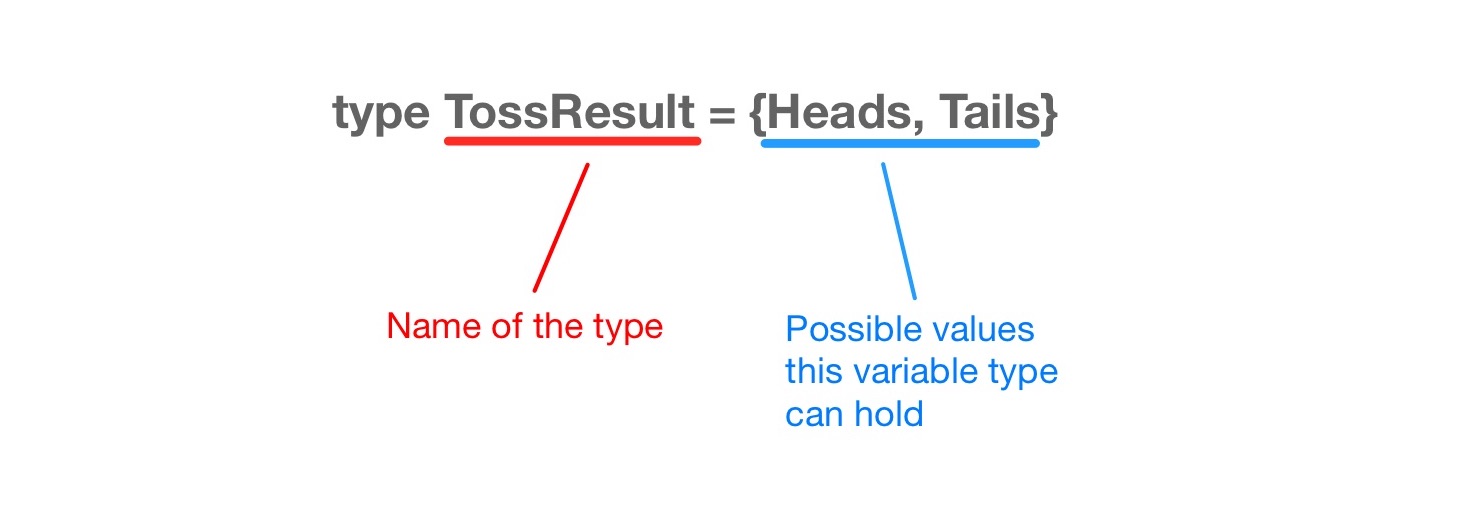 type TossResult = {Heads, Tails}
Name of the type
Possible values
this variable type
can hold